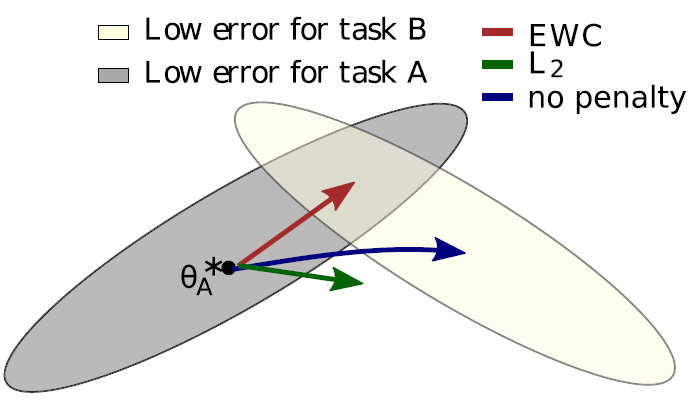 Low error for task B
Low error for task A
EWC
L2
no penalty
θA*